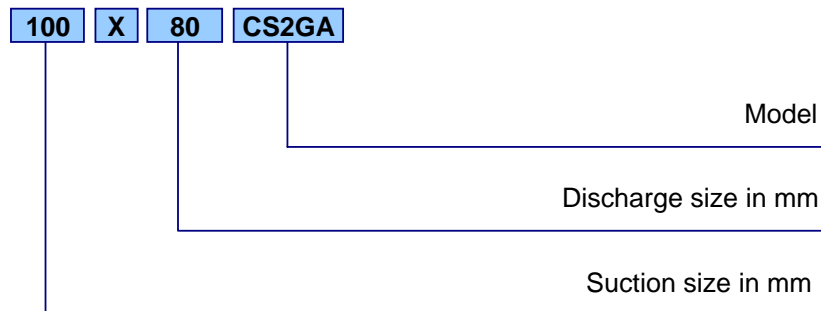 100 X 80 CS2GA
Model
Discharge size in mm
Suction size in mm